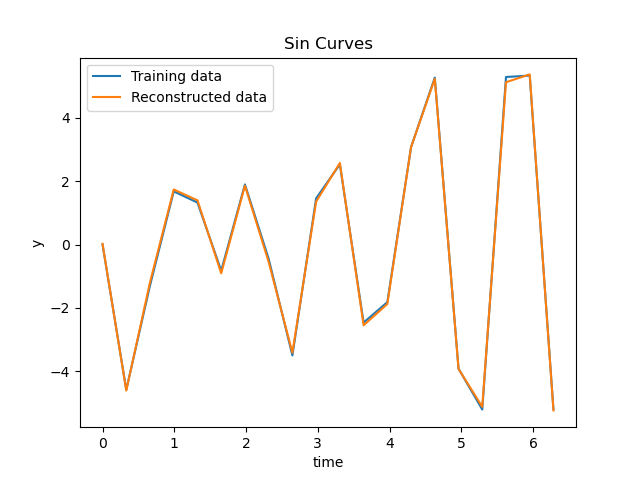 Sin Curves
Training data
Reconstructed data
y
4
2
0
−2
−4
0 1 2 3 4 5 6
time